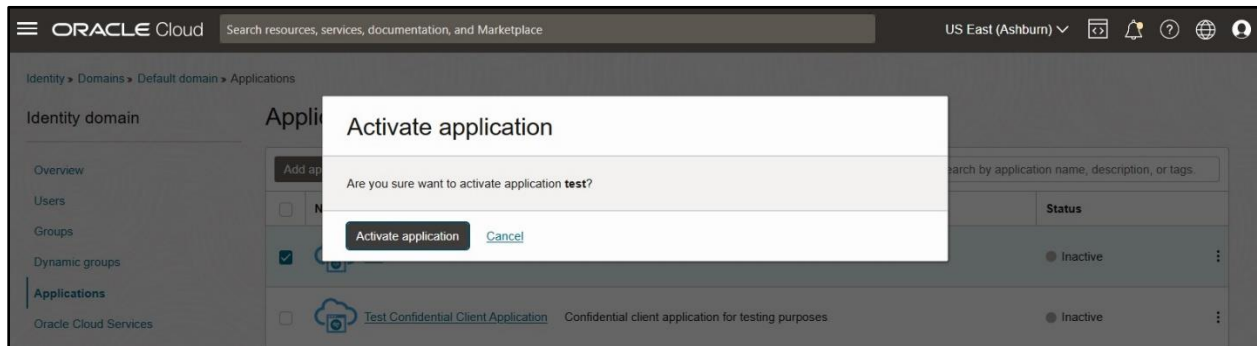 ORACLE Cloud
Search resources, services, documentation, and Marketplace
US East (Ashburn)
Identity » Domains » Default domain » Applications
Identity domain
Appli
Activate application
Overview
Add ap
Are you sure want to activate application test?
earch by application name, description, or tags.
Users
N
Status
Groups
Activate application
Cancel
Dynamic groups
Inactive
Applications
Oracle Cloud Services
Test Confidential Client Application
Confidential client application for testing purposes
Inactive